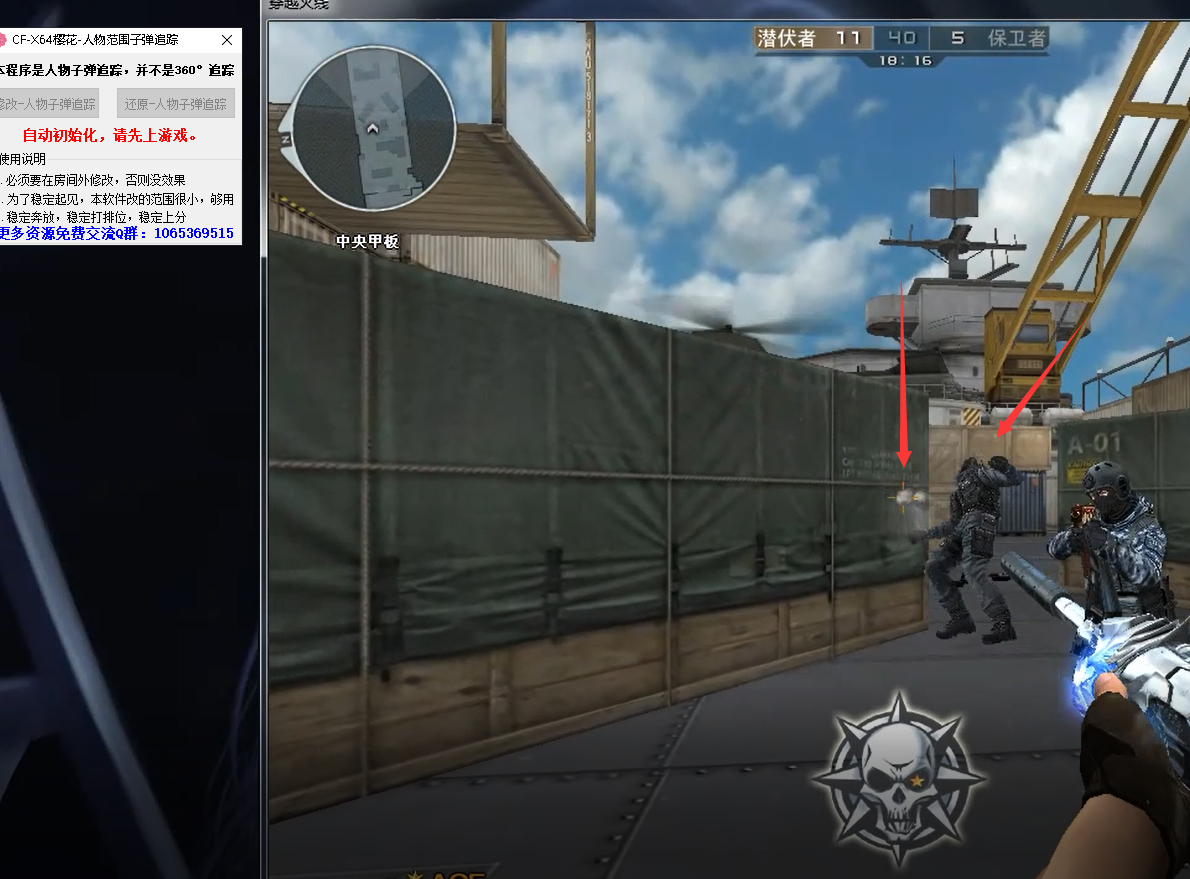 穿越火线
CF-X64樱花-人物范围子弹追踪
本程序是人物子弹追踪，并不是360°追踪
修改-人物子弹追踪
还原-人物子弹追踪
自动初始化，请先上游戏。
使用说明
.必须要在房间外修改，否则没效果
.为了稳定起见，本软件改的范围很小，够用
.稳定奔放，稳定打排位，稳定上分
更多资源免费交流Q群：1065369515
潜伏者 11 40 5 保卫者
18:16
N
中央甲板
A-01
ACE